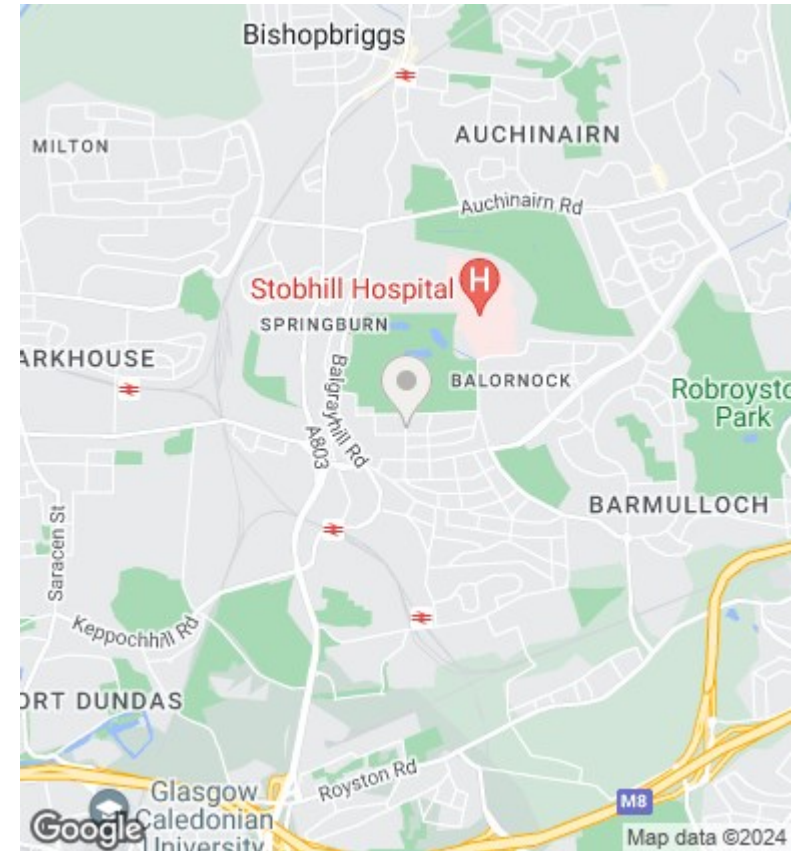 Bishopbriggs
AUCHINAIRN
MILTON
Auchinairn Rd
Stobhill Hospital
H
SPRINGBURN
ARKHOUSE
Balgrayhill Rd
BALORNOCK
Robroysto
Park
A803
BARMULLOCH
Saracen St
Keppochhill Rd
ORT DUNDAS
Royston Rd
M8
Glasgow
Caledonian
University
Google
Map data ©2024